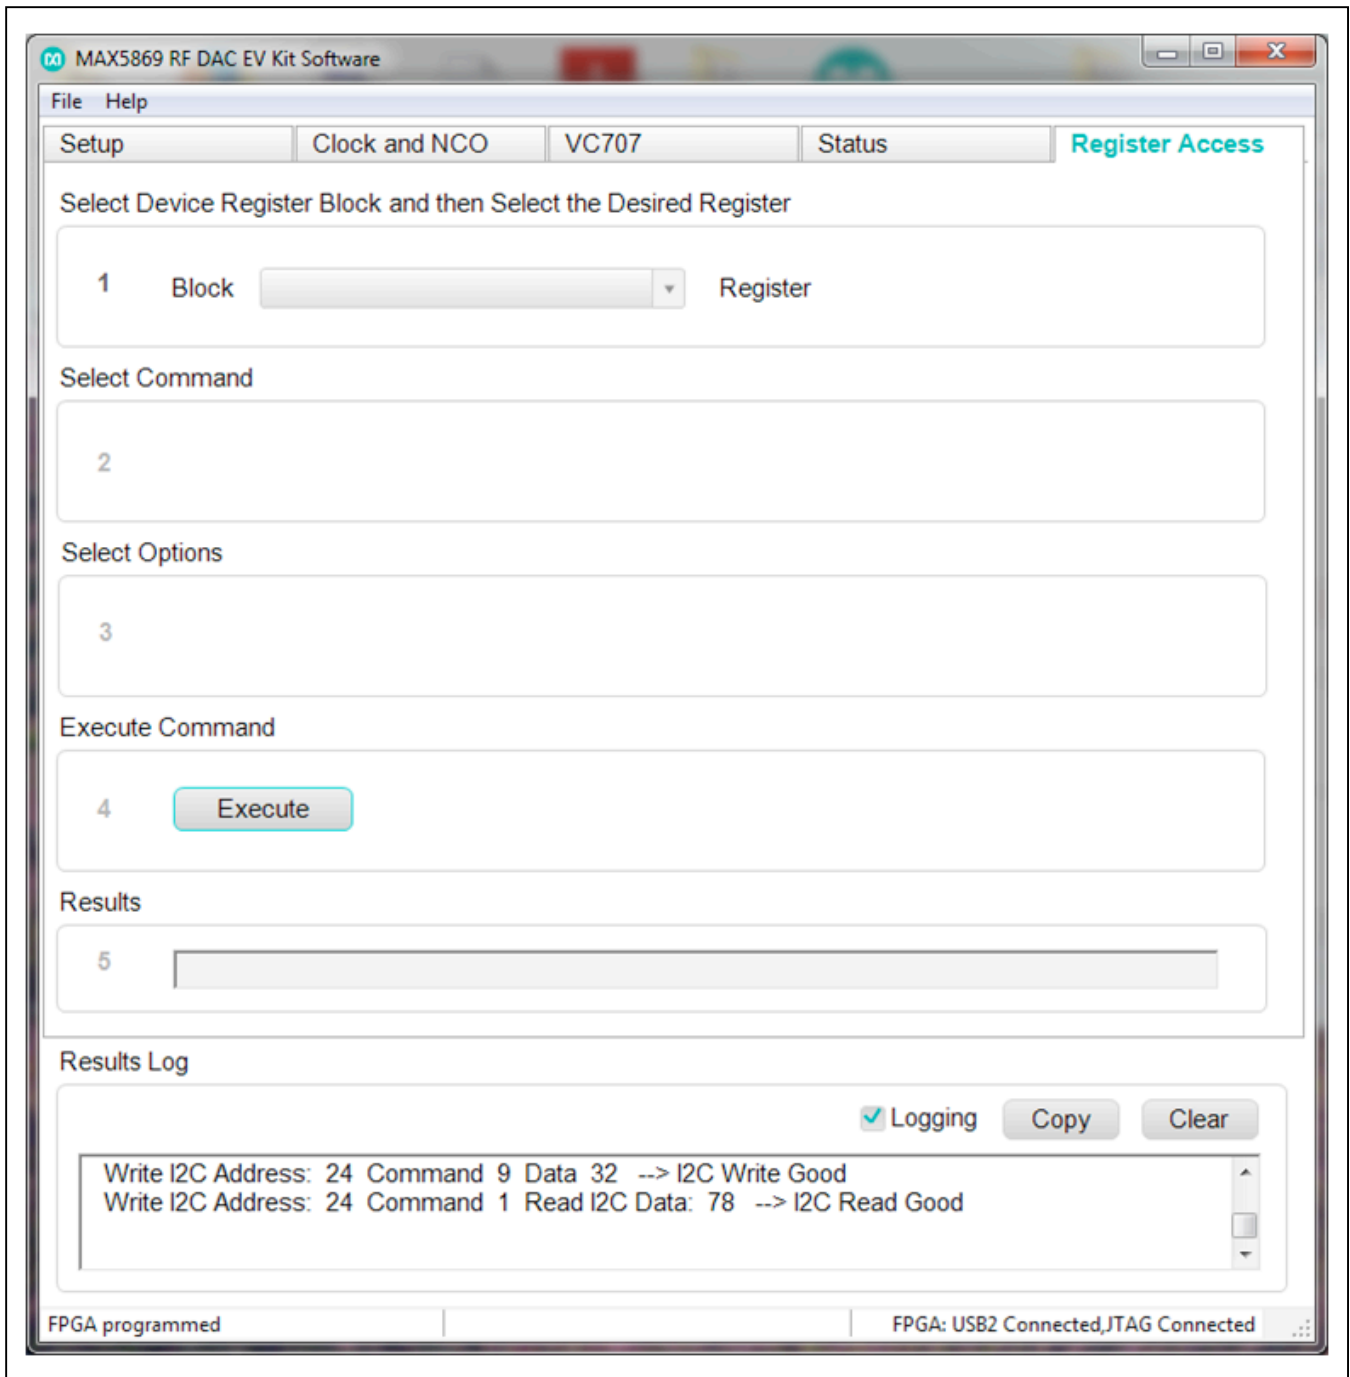 MAX5869 RF DAC EV Kit Software
File Help
Setup Clock and NCO VC707 Status Register Access
Select Device Register Block and then Select the Desired Register
1 Block Register
Select Command
2
Select Options
3
Execute Command
4 Execute
Results
5
Results Log
Logging Copy Clear
Write I2C Address: 24 Command 9 Data 32 --> I2C Write Good
Write I2C Address: 24 Command 1 Read I2C Data: 78 --> I2C Read Good
FPGA programmed FPGA: USB2 Connected,JTAG Connected